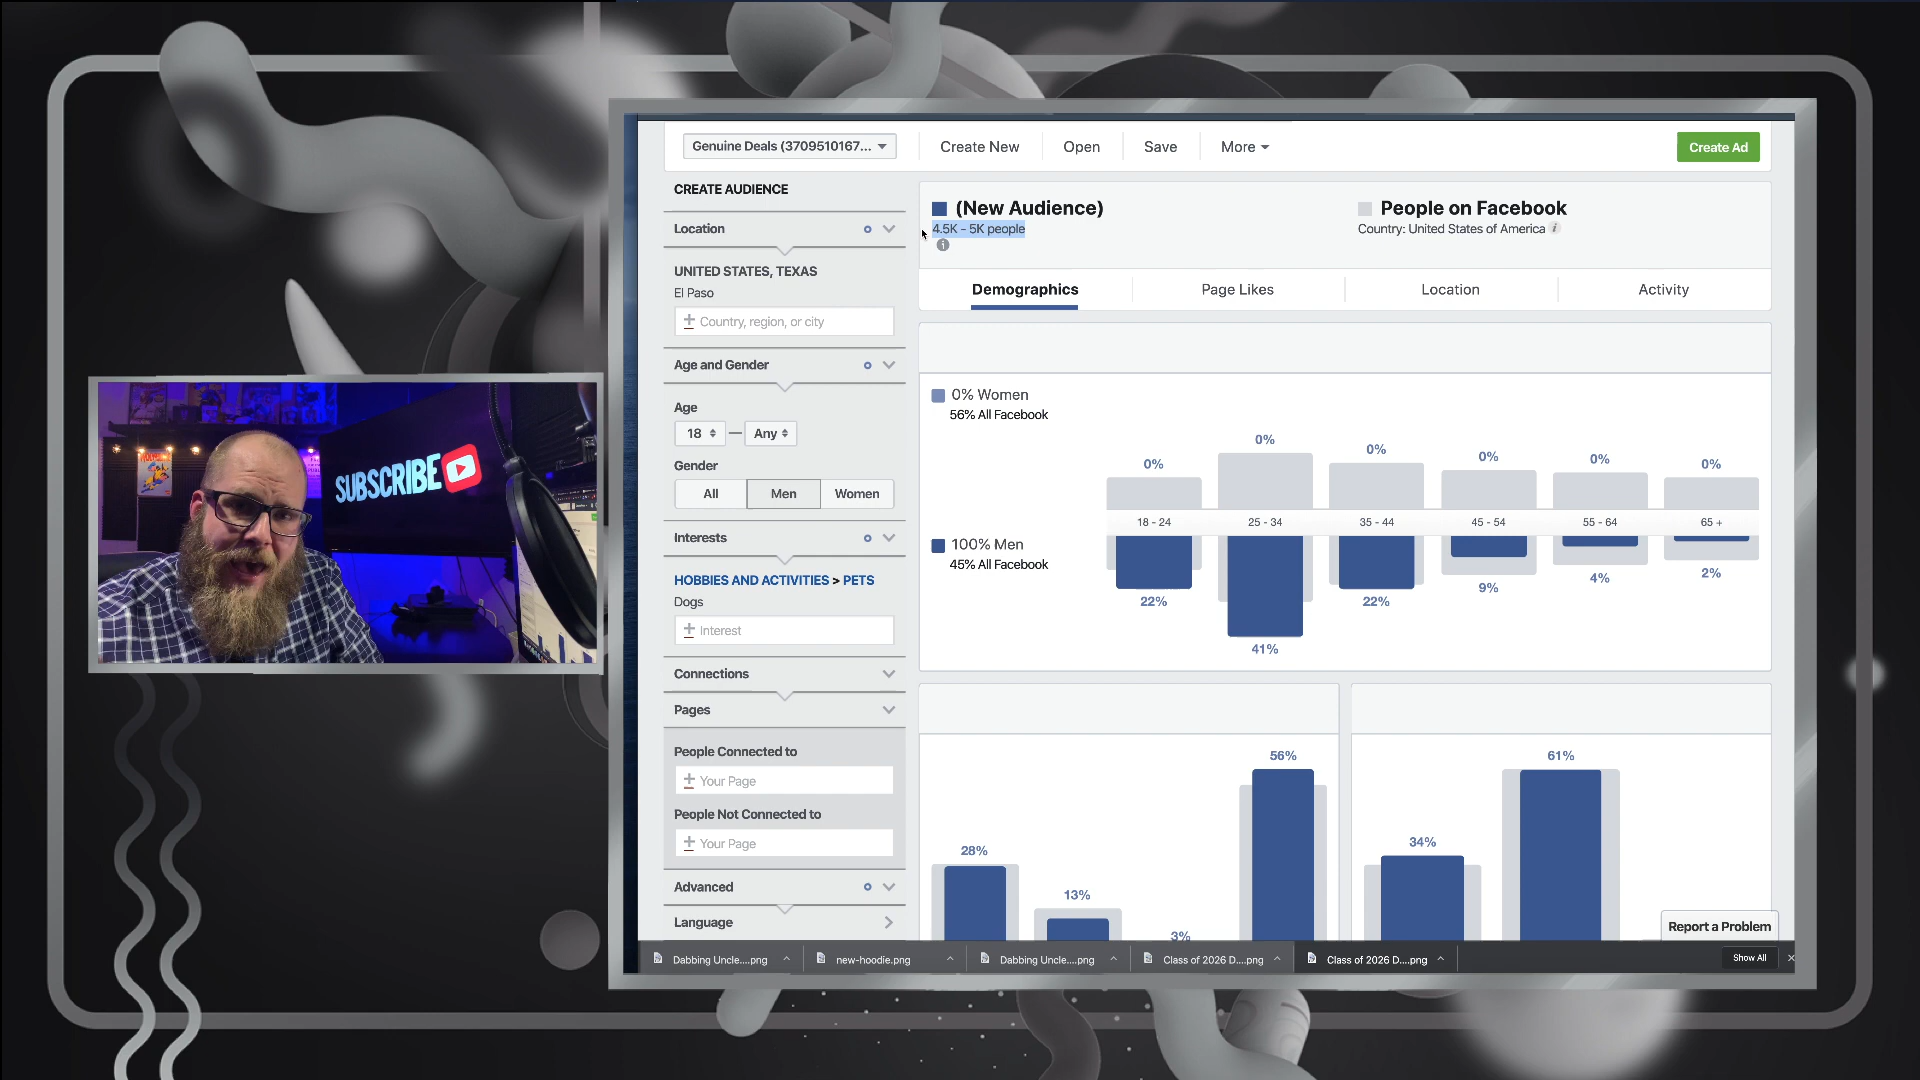 Genuine Deals (3709510167...
Create New
Open
Save
More
Create Ad
CREATE AUDIENCE
Location
UNITED STATES, TEXAS
El Paso
Country, region, or city
Age and Gender
Age
18 — Any
Gender
All
Men
Women
Interests
HOBBIES AND ACTIVITIES > PETS
Dogs
Interest
Connections
Pages
People Connected to
Your Page
People Not Connected to
Your Page
Advanced
Language
(New Audience)
4.5K - 5K people
People on Facebook
Country: United States of America
Demographics
Page Likes
Location
Activity
0% Women
56% All Facebook
0%
0%
0%
0%
0%
0%
18 - 24
25 - 34
35 - 44
45 - 54
55 - 64
65 +
100% Men
45% All Facebook
22%
41%
22%
9%
4%
2%
28%
13%
3%
56%
34%
61%
Report a Problem
Dabbing Uncle....png
new-hoodie.png
Dabbing Uncle....png
Class of 2026 D....png
Class of 2026 D....png
Show All
SUBSCRIBE